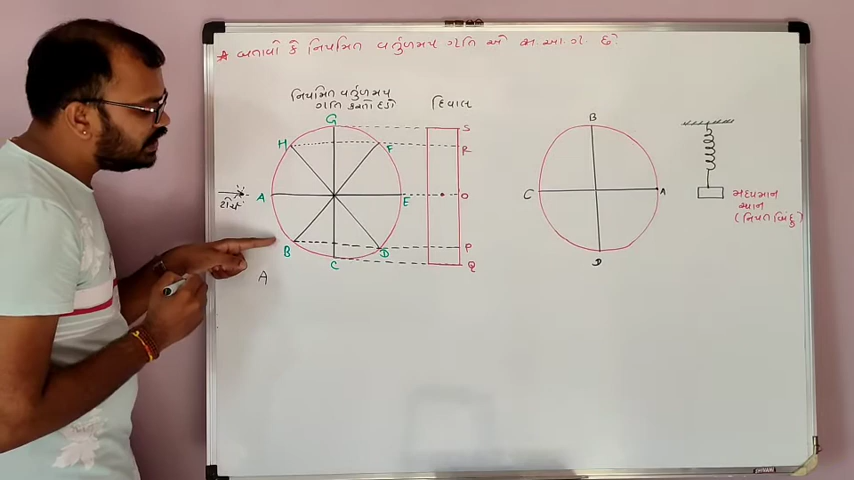 * બતાવો કે નિયમિત વર્તુળમય ગતિ એ સ.આ.ગ. છે.
નિયમિત વર્તુળમય
ગતિ કરતો દડો
દિવાલ
G
H
F
A
E
B
D
C
ટોર્ચ
S
R
O
P
Q
A
B
C
A
D
મધ્યમાન
સ્થાન
(નિયત બિંદુ)